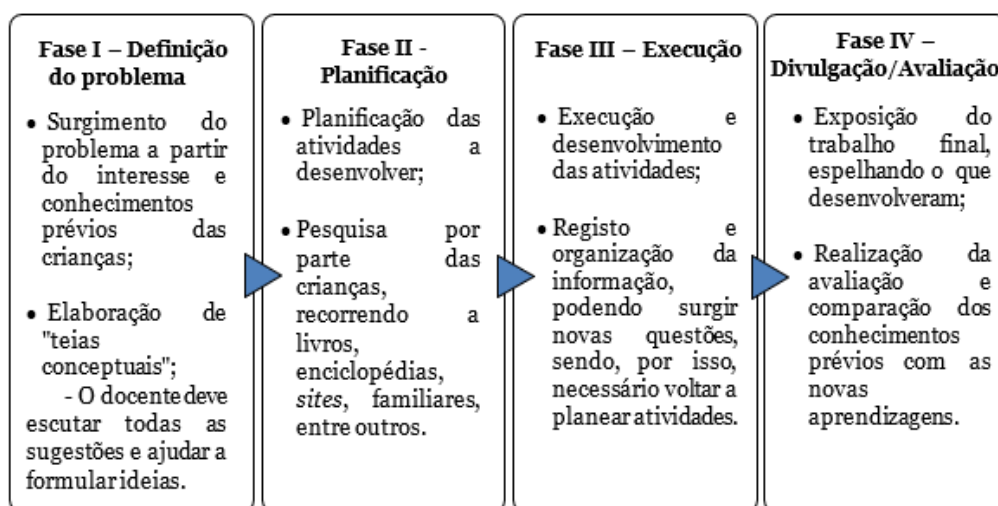 Fase I – Definição
do problema
• Surgimento do
problema a partir
do interesse e
conhecimentos
prévios das
crianças;
• Elaboração de
"teias
conceptuais";
- O docente deve
escutar todas as
sugestões e ajudar a
formular ideias.
Fase II -
Planificação
• Planificação das
atividades a
desenvolver;
• Pesquisa por
parte das
crianças,
recorrendo a
livros,
enciclopédias,
sites, familiares,
entre outros.
Fase III – Execução
• Execução e
desenvolvimento
das atividades;
• Registo e
organização da
informação,
podendo surgir
novas questões,
sendo, por isso,
necessário voltar a
planear atividades.
Fase IV –
Divulgação/Avaliação
• Exposição do
trabalho final,
espelhando o que
desenvolveram;
• Realização da
avaliação e
comparação dos
conhecimentos
prévios com as
novas
aprendizagens.